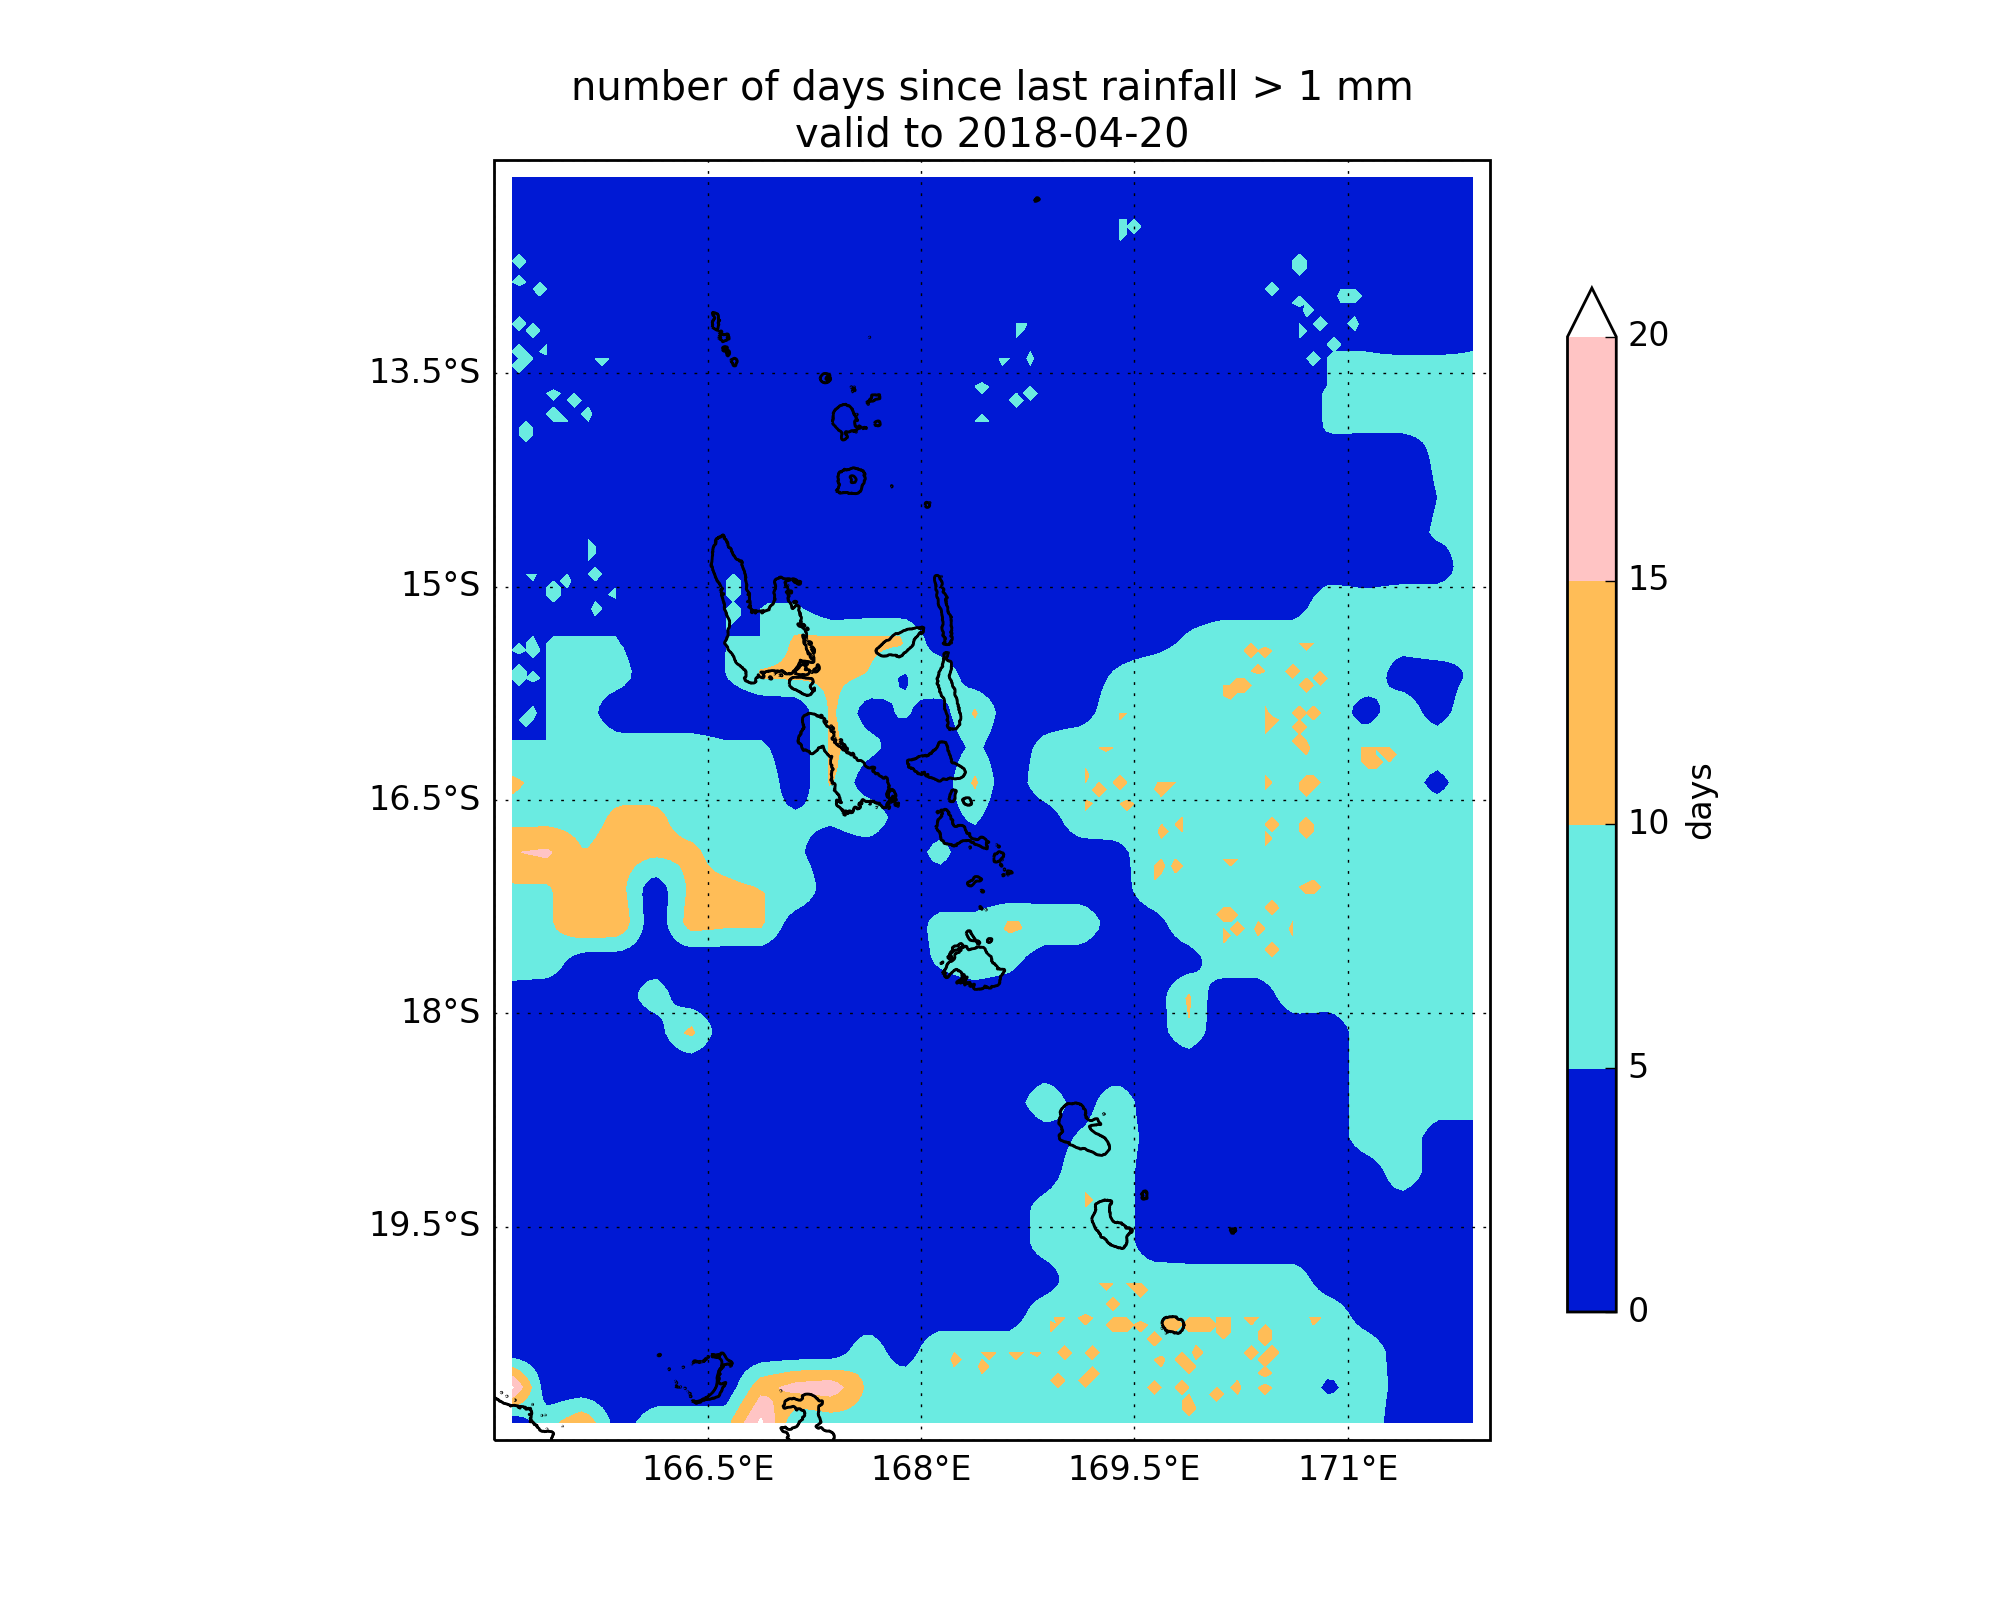 number of days since last rainfall > 1 mm
valid to 2018-04-20
13.5°S
15°S
16.5°S
18°S
19.5°S
166.5°E
168°E
169.5°E
171°E
20
15
10
5
0
days